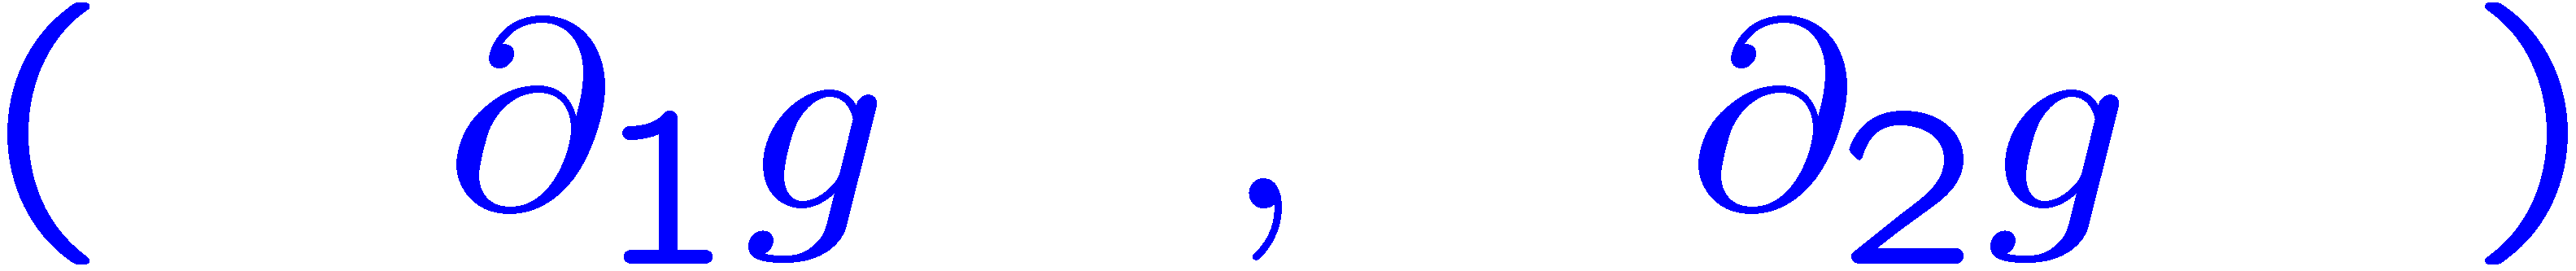 ( ∂₁g , ∂₂g )